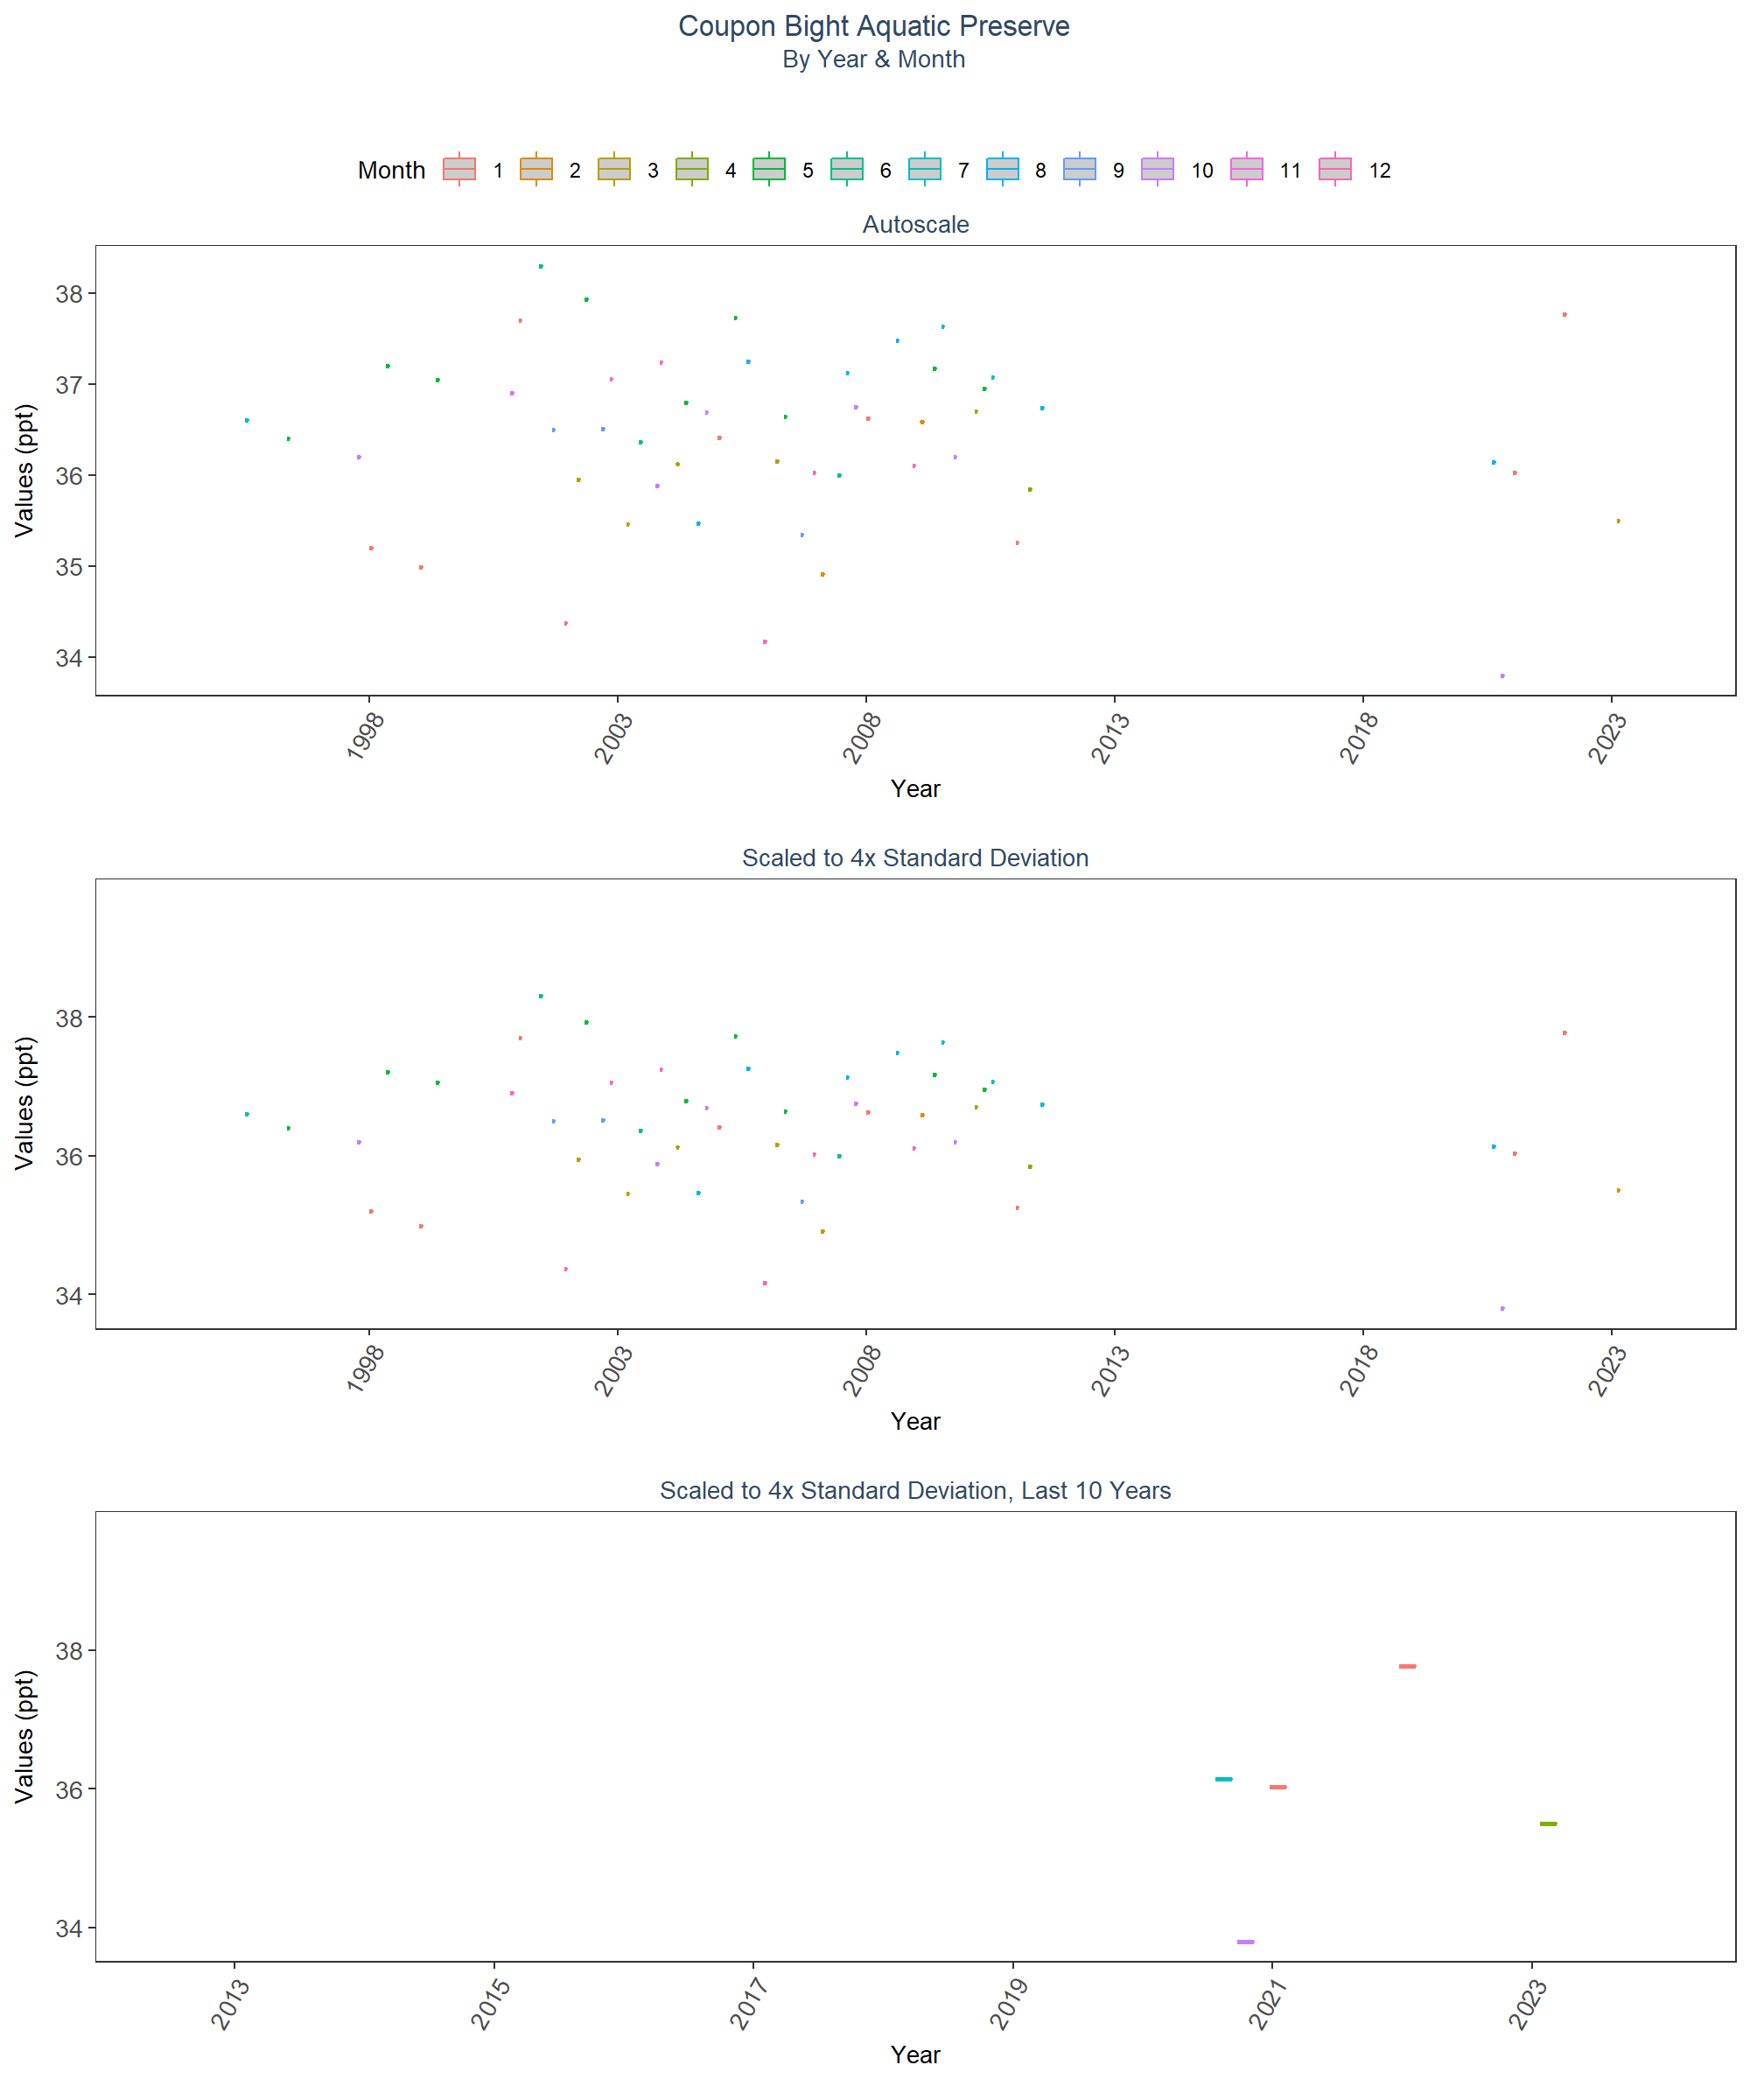 Coupon Bight Aquatic Preserve
By Year & Month
Month 1 2 3 4 5 6 7 8 9 10 11 12
Autoscale
Values (ppt)
38
37
36
35
34
1998 2003 2008 2013 2018 2023
Year
Scaled to 4x Standard Deviation
Values (ppt)
38
36
34
1998 2003 2008 2013 2018 2023
Year
Scaled to 4x Standard Deviation, Last 10 Years
Values (ppt)
38
36
34
2013 2015 2017 2019 2021 2023
Year